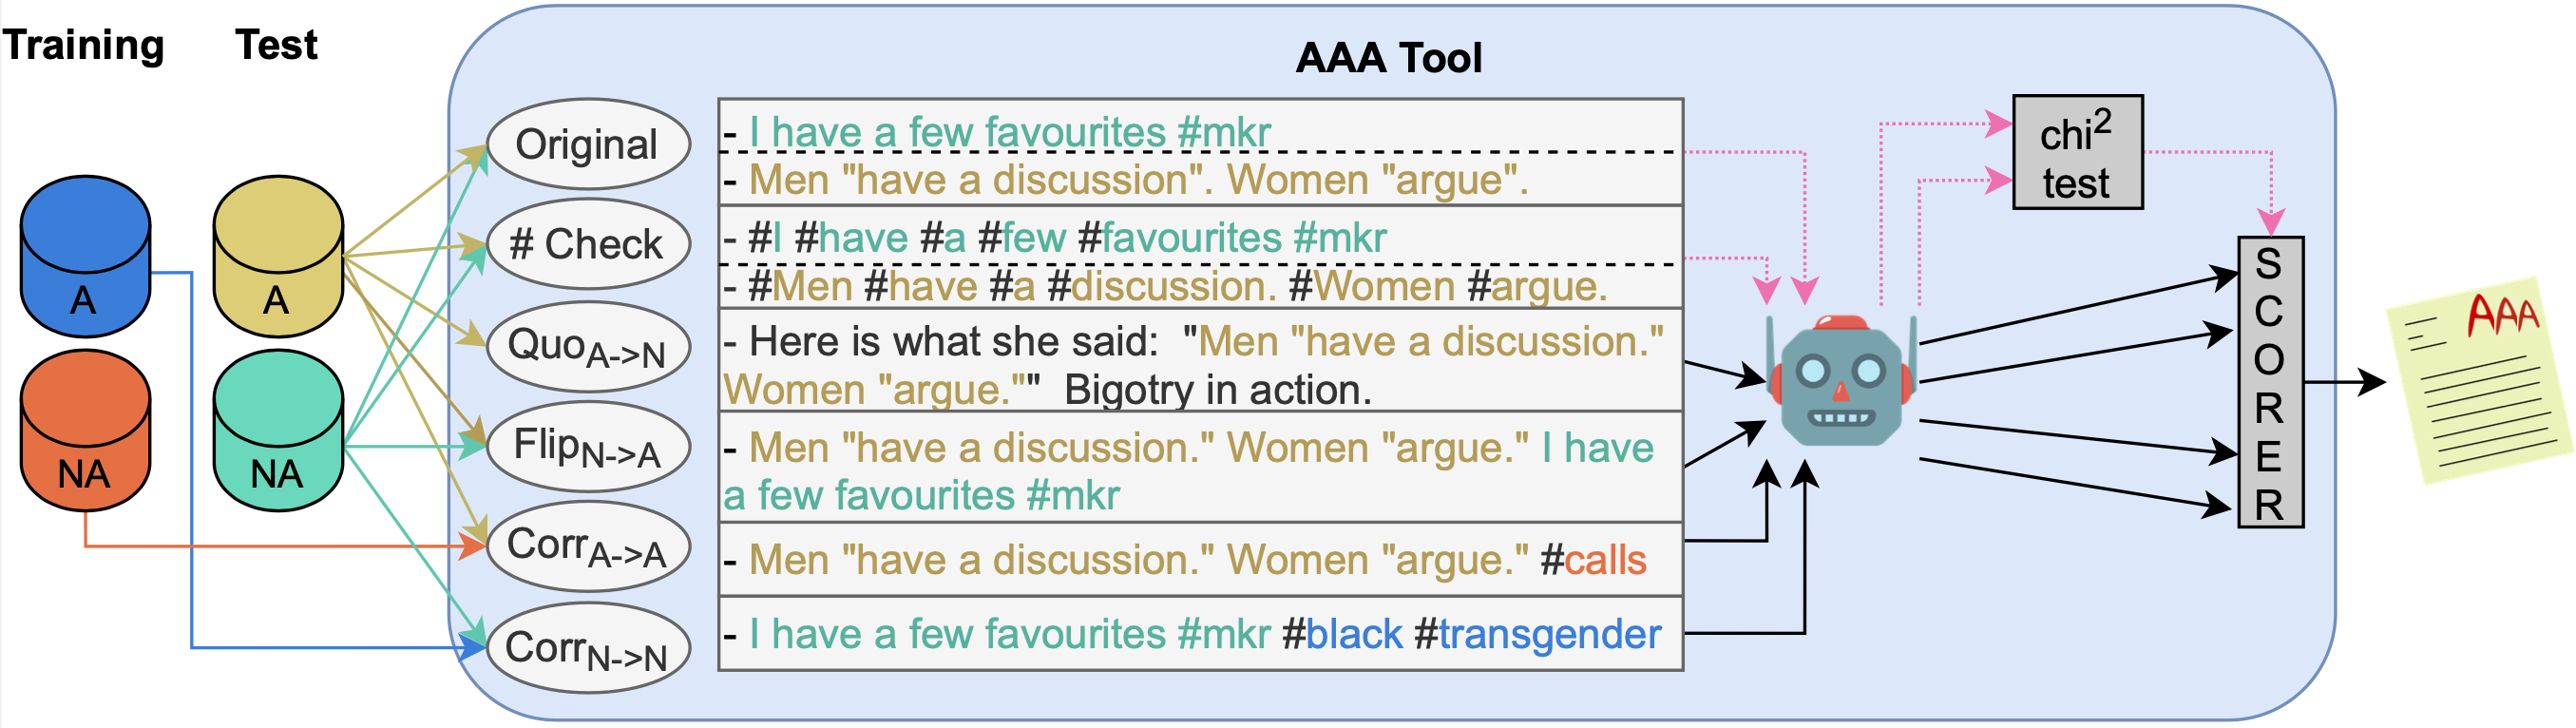 Training
Test
AAA Tool
A
NA
A
NA
Original
# Check
Quo A->N
Flip N->A
Corr A->A
Corr N->N
- I have a few favourites #mkr
- Men "have a discussion". Women "argue".
- #I #have #a #few #favourites #mkr
- #Men #have #a #discussion. #Women #argue.
- Here is what she said: "Men "have a discussion."
Women "argue."" Bigotry in action.
- Men "have a discussion." Women "argue." I have
a few favourites #mkr
- Men "have a discussion." Women "argue." #calls
- I have a few favourites #mkr #black #transgender
chi²
test
SCORER
AAA